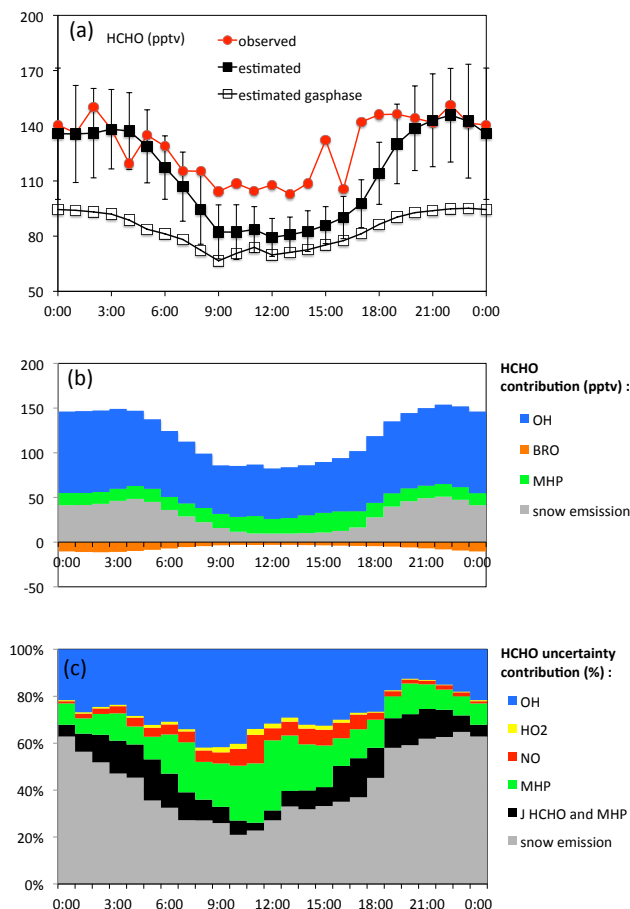 (a) HCHO (pptv)
observed
estimated
estimated gasphase
200
170
140
110
80
50
0:00 3:00 6:00 9:00 12:00 15:00 18:00 21:00 0:00
(b)
200
150
100
50
0
-50
0:00 3:00 6:00 9:00 12:00 15:00 18:00 21:00 0:00
HCHO
contribution (pptv) :
OH
BRO
MHP
snow emsission
(c)
100%
80%
60%
40%
20%
0%
0:00 3:00 6:00 9:00 12:00 15:00 18:00 21:00 0:00
HCHO uncertainty
contribution (%) :
OH
HO2
NO
MHP
J HCHO and MHP
snow emission